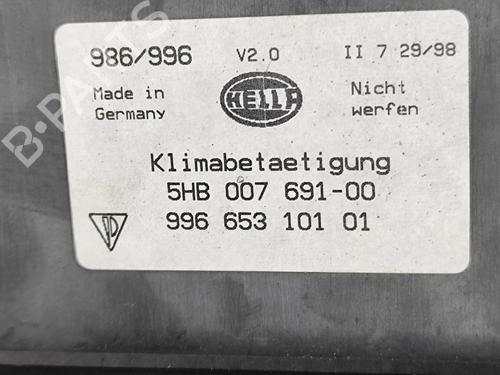 986/996 V2.0 II 7 29/98
Made in Germany
HELLA
Nicht werfen
Klimabetaetigung
5HB 007 691-00
996 653 101 01
B-PARTS